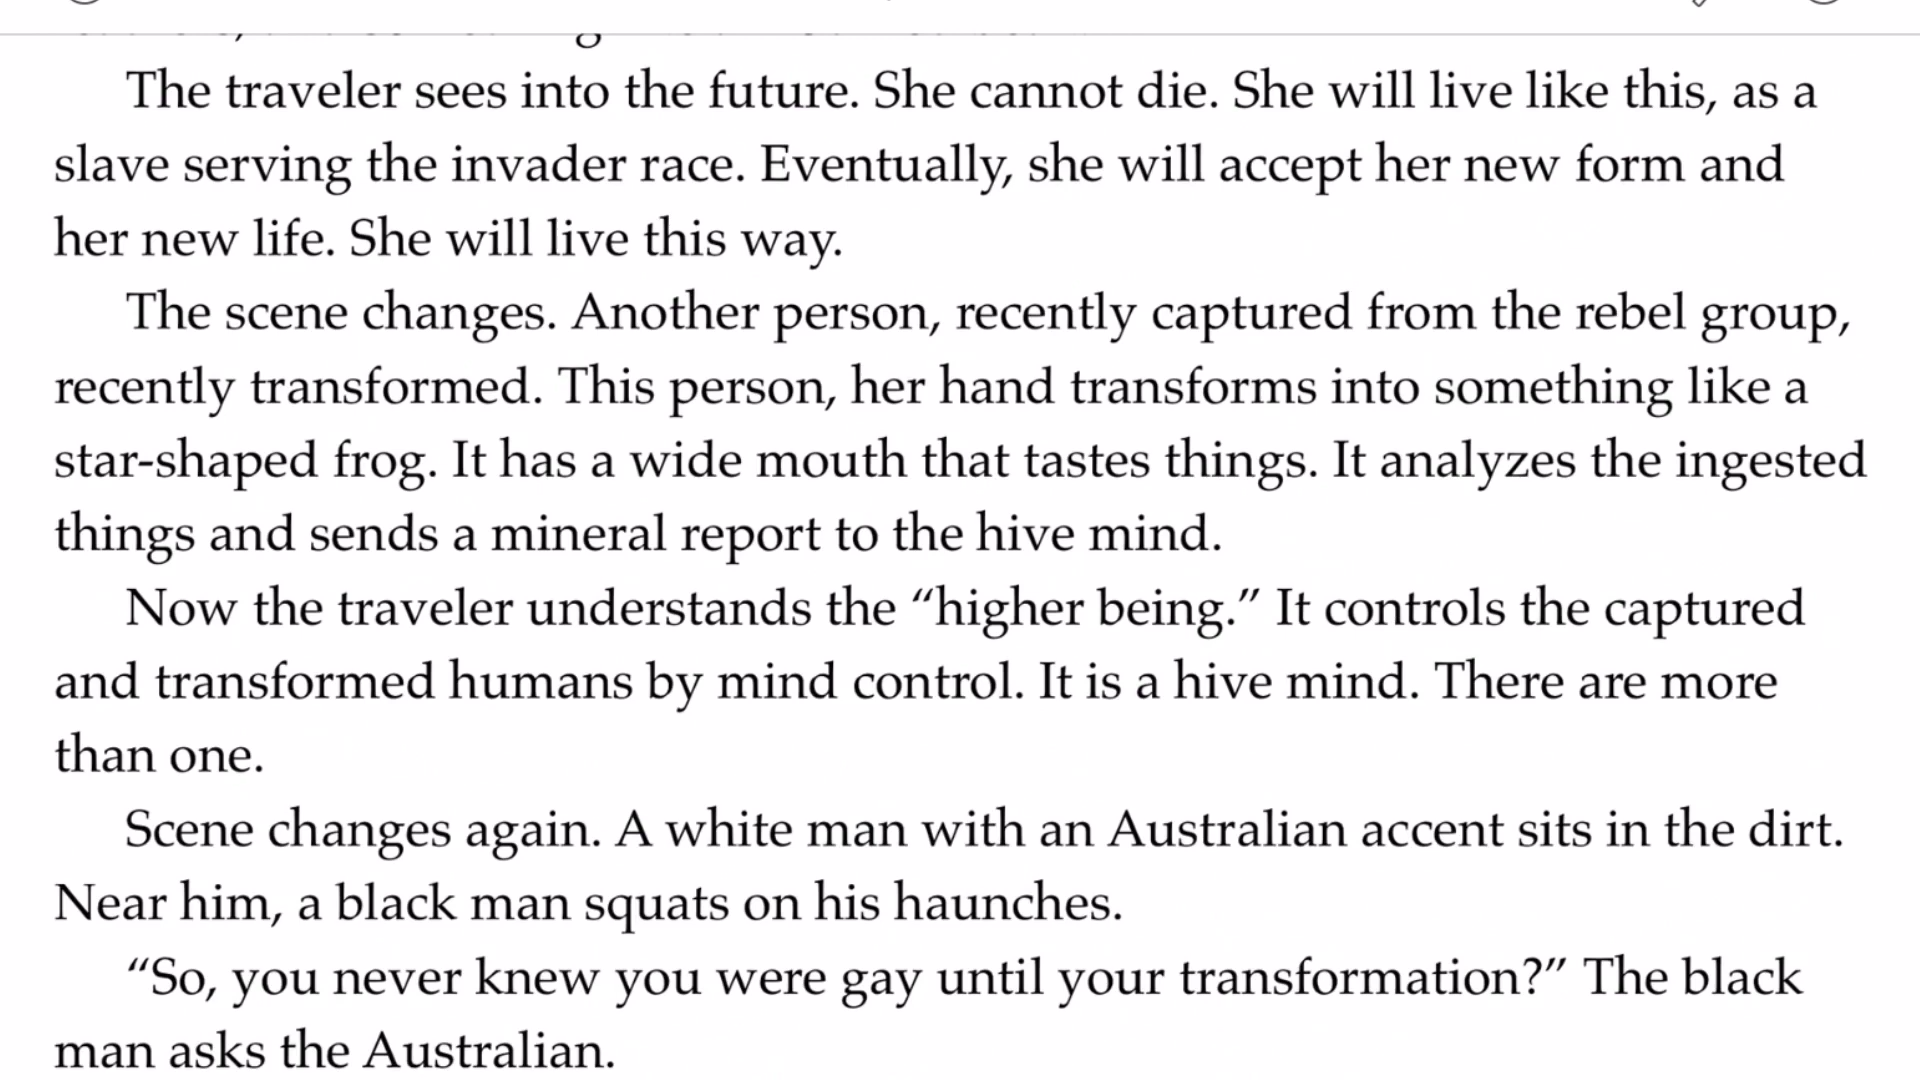 The traveler sees into the future. She cannot die. She will live like this, as a
slave serving the invader race. Eventually, she will accept her new form and
her new life. She will live this way.
The scene changes. Another person, recently captured from the rebel group,
recently transformed. This person, her hand transforms into something like a
star-shaped frog. It has a wide mouth that tastes things. It analyzes the ingested
things and sends a mineral report to the hive mind.
Now the traveler understands the “higher being.” It controls the captured
and transformed humans by mind control. It is a hive mind. There are more
than one.
Scene changes again. A white man with an Australian accent sits in the dirt.
Near him, a black man squats on his haunches.
“So, you never knew you were gay until your transformation?” The black
man asks the Australian.